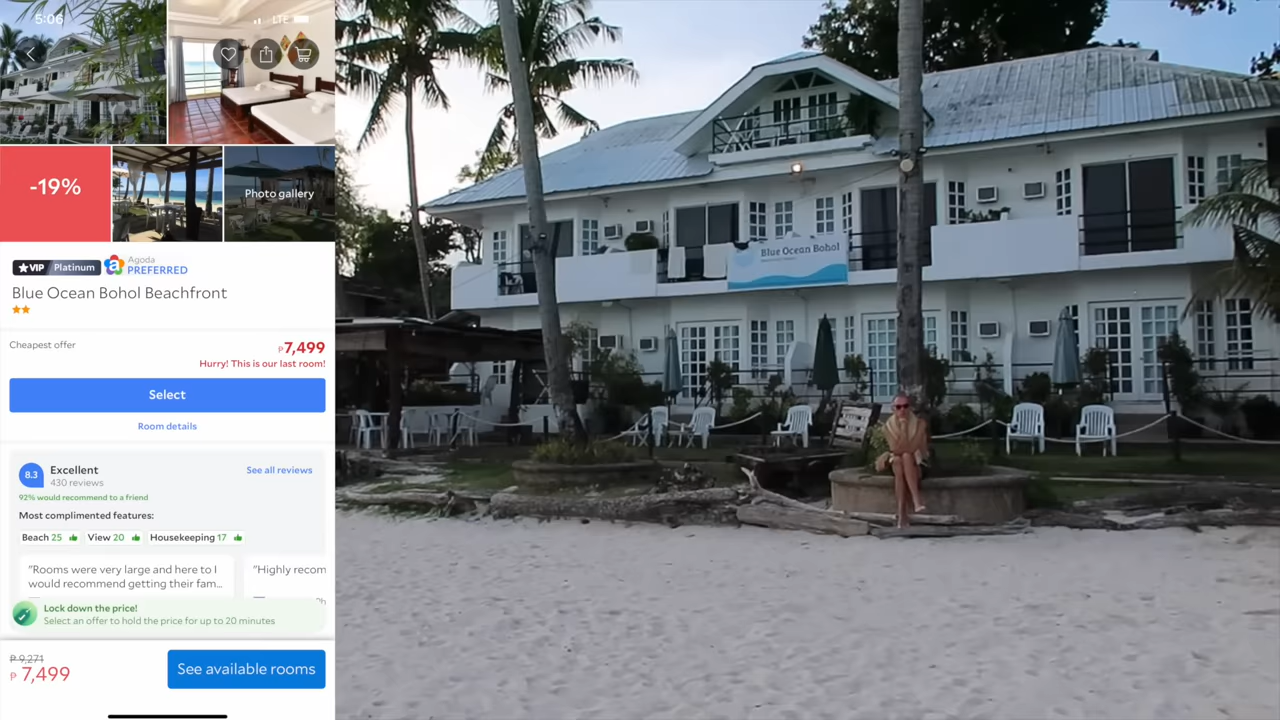 5:06
LTE
-19%
Photo gallery
VIP Platinum
Agoda
PREFERRED
Blue Ocean Bohol Beachfront
Cheapest offer
₱7,499
Hurry! This is our last room!
Select
Room details
8.3
Excellent
430 reviews
See all reviews
92% would recommend to a friend
Most complimented features:
Beach 25
View 20
Housekeeping 17
"Rooms were very large and here to I
would recommend getting their fam...
"Highly recom
Lock down the price!
Select an offer to hold the price for up to 20 minutes
₱ 9,271
₱ 7,499
See available rooms
Blue Ocean Bohol